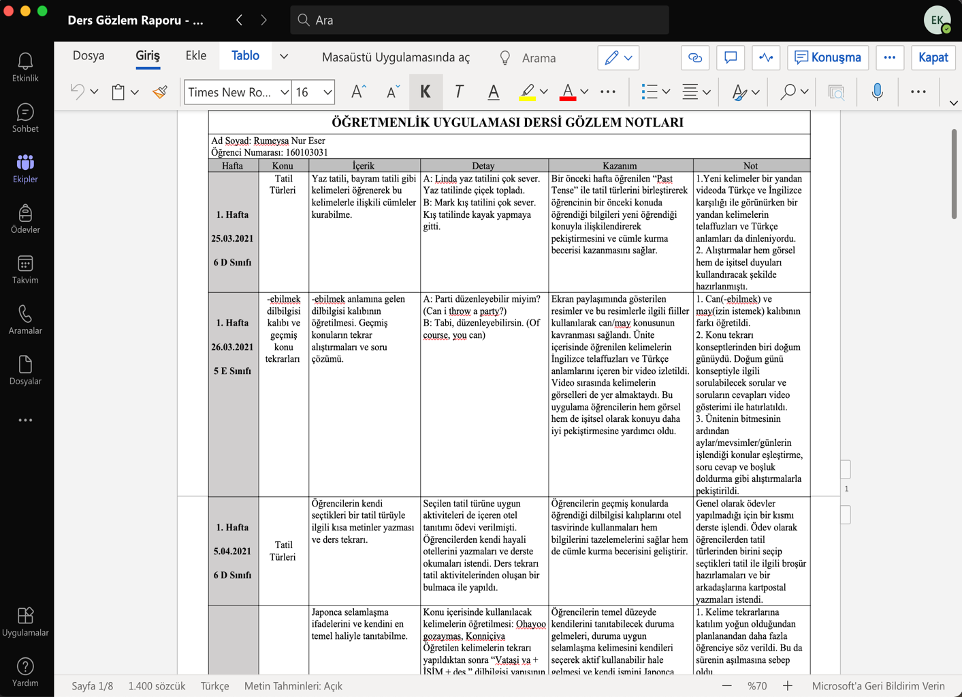 Ders Gözlem Raporu - ...
Ara
EK
Etkinlik
Sohbet
Ekipler
Ödevler
Takvim
Aramalar
Dosyalar
Uygulamalar
Yardım
Dosya
Giriş
Ekle
Tablo
Masaüstü Uygulamasında aç
Arama
Konuşma
Kapat
Times New Ro...
16
A
A
K
T
A
A
ÖĞRETMENLİK UYGULAMASI DERSİ GÖZLEM NOTLARI
Ad Soyad: Rumeysa Nur Eser
Öğrenci Numarası: 160103031
Hafta Konu İçerik Detay Kazanım Not
1. Hafta
25.03.2021
6 D Sınıfı
Tatil
Türleri
Yaz tatili, bayram tatili gibi
kelimeleri öğrenerek bu
kelimelerle ilişkili cümleler
kurabilme.
A: Linda yaz tatilini çok sever.
Yaz tatilinde çiçek topladı.
B: Mark kış tatilini çok sever.
Kış tatilinde kayak yapmaya
gitti.
Bir önceki hafta öğrenilen “Past
Tense” ile tatil türlerini birleştirerek
öğrencinin bir önceki konuda
öğrendiği bilgileri yeni öğrendiği
konuyla ilişkilendirerek
pekiştirmesini ve cümle kurma
becerisi kazanmasını sağlar.
1.Yeni kelimeler bir yandan
videoda Türkçe ve İngilizce
karşılığı ile görünürken bir
yandan kelimelerin
telaffuzları ve Türkçe
anlamları da dinleniyordu.
2. Alıştırmalar hem görsel
hem de işitsel duyuları
kullandıracak şekilde
hazırlanmıştı.
1. Hafta
26.03.2021
5 E Sınıfı
-ebilmek
dilbilgisi
kalıbı ve
geçmiş
konu
tekrarları
-ebilmek anlamına gelen
dilbilgisi kalıbının
öğretilmesi. Geçmiş
konuların tekrar
alıştırmaları ve soru
çözümü.
A: Parti düzenleyebilir miyim?
(Can i throw a party?)
B: Tabi, düzenleyebilirsin. (Of
course, you can)
Ekran paylaşımında gösterilen
resimler ve bu resimlerle ilgili fiiller
kullanılarak can/may konusunun
kavranması sağlandı. Ünite
içerisinde öğrenilen kelimelerin
İngilizce telaffuzları ve Türkçe
anlamlarını içeren bir video izletildi.
Video sırasında kelimelerin
görselleri de yer almaktaydı. Bu
uygulama öğrencilerin hem görsel
hem de işitsel olarak konuyu daha
iyi pekiştirmesine yardımcı oldu.
1. Can(-ebilmek) ve
may(izin istemek) kalıbının
farkı öğretildi.
2. Konu tekrarı
konseptlerinden biri doğum
günüydü. Doğum günü
konseptiyle ilgili
sorulabilecek sorular ve
soruların cevapları video
gösterimi ile hatırlatıldı.
3. Ünitenin bitmesinin
ardından
aylar/mevsimler/günlerin
işlendiği konular eşleştirme,
soru cevap ve boşluk
doldurma gibi alıştırmalarla
pekiştirildi.
1
1. Hafta
5.04.2021
6 D Sınıfı
Tatil
Türleri
Öğrencilerin kendi
seçtikleri bir tatil türüyle
ilgili kısa metinler yazması
ve ders tekrarı.
Seçilen tatil türüne uygun
aktiviteleri de içeren otel
tanıtımı ödevi verilmişti.
Öğrencilerden kendi hayali
otellerini yazmaları ve derste
okumaları istendi. Ders tekrarı
tatil aktivitelerinden oluşan bir
bulmaca ile yapıldı.
Öğrencilerin geçmiş konularda
öğrendiği dilbilgisi kalıplarını otel
tasvirinde kullanmaları hem
bilgilerini tazelemelerini sağlar hem
de cümle kurma becerisini geliştirir.
Genel olarak ödevler
yapılmadığı için bir kısmı
derste işlendi. Ödev olarak
öğrencilerden tatil
türlerinden birini seçip
seçtikleri tatil ile ilgili broşür
hazırlamaları ve bir
arkadaşlarına kartpostal
yazmaları istendi.
Japonca selamlaşma
ifadelerini ve kendini en
temel haliyle tanıtabilme.
Konu içerisinde kullanılacak
kelimelerin öğretilmesi: Ohayoo
gozaymas, Konniçiva
Öğretilen kelimelerin tekrarı
yapıldıktan sonra “Vataşi va +
İSİM + des ” dilbilgisi yapısının
Öğrencilerin temel düzeyde
kendilerini tanıtabilecek duruma
gelmeleri, duruma uygun
selamlaşma kelimesini kendileri
seçerek aktif kullanabilir hale
gelmesi ve kendi ismini Japonca
1. Kelime tekrarlarına
katılım yoğun olduğundan
planlanandan daha fazla
öğrenciye söz verildi. Bu da
sürenin aşılmasına sebep
oldu.
Sayfa 1/8
1.400 sözcük
Türkçe
Metin Tahminleri: Açık
%70
Microsoft'a Geri Bildirim Verin